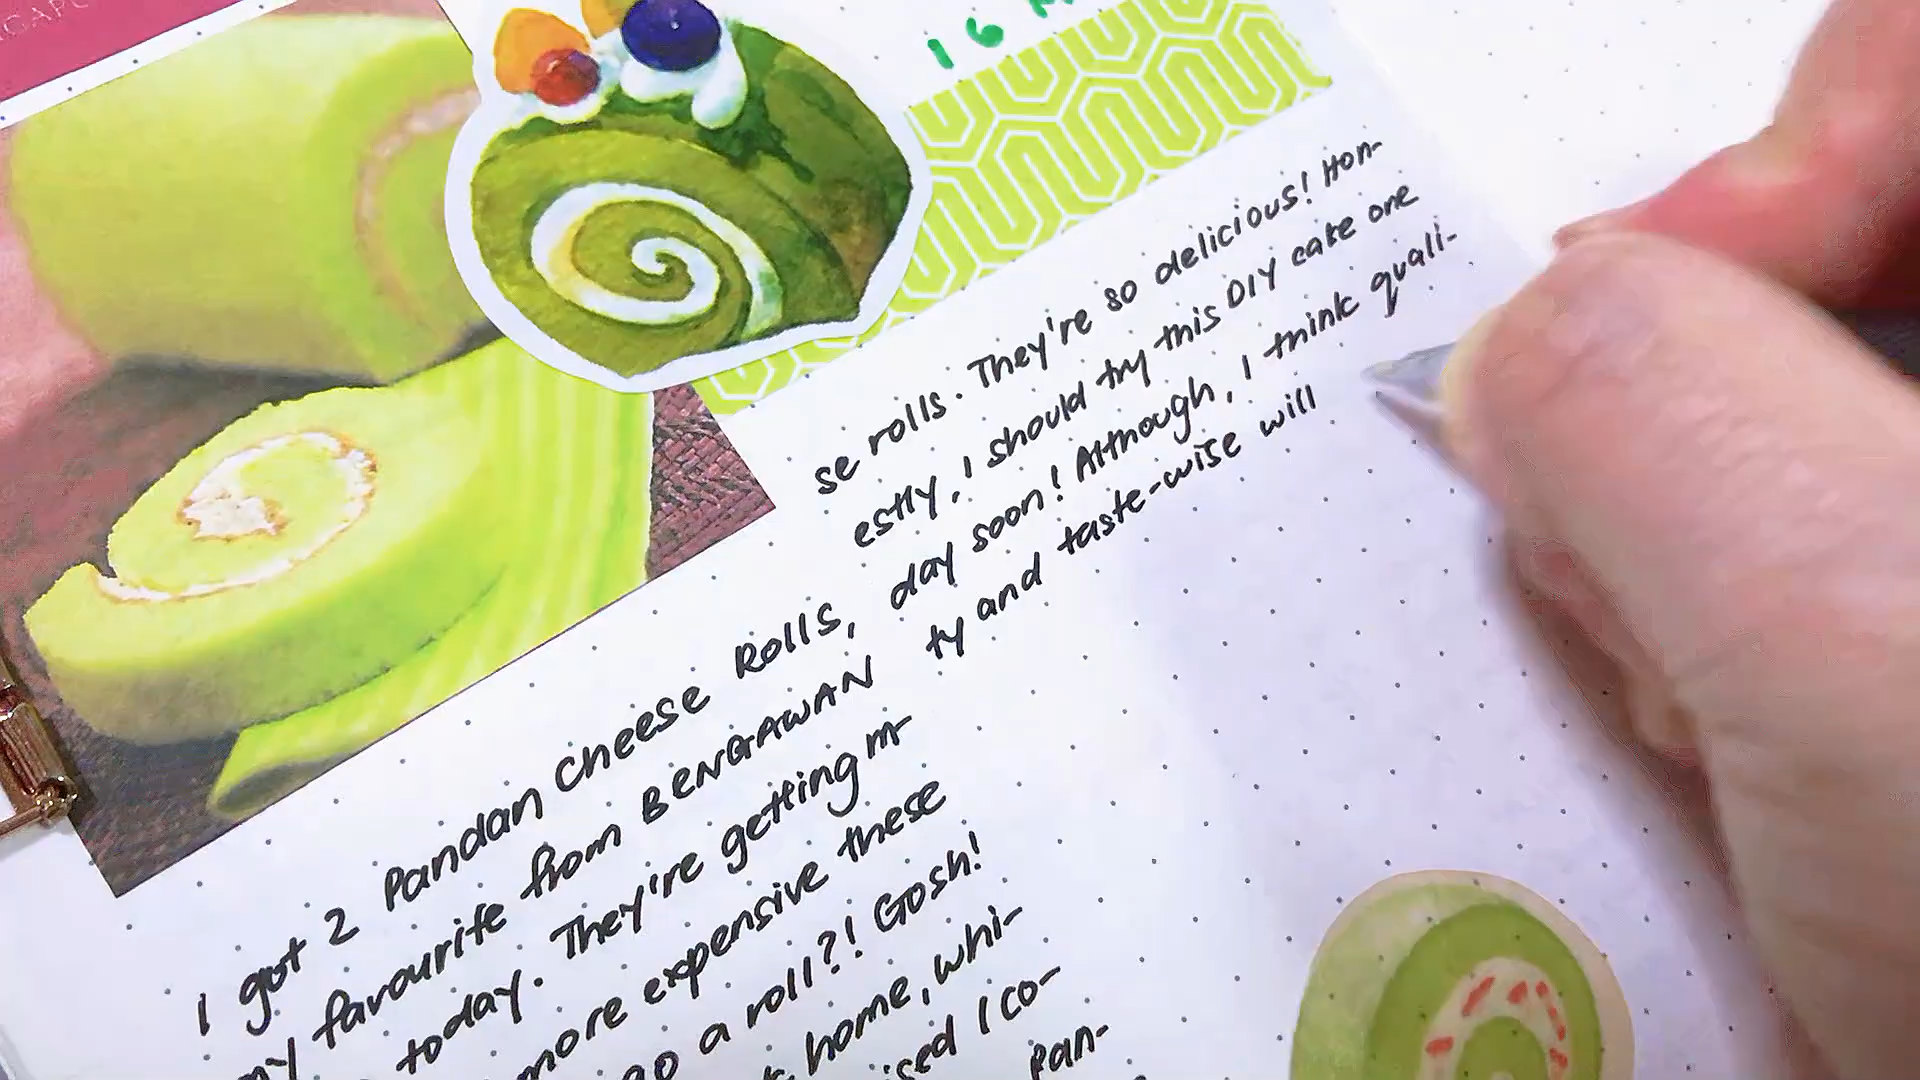 16
I got 2 Pandan Cheese Rolls,
my favourite from BENGAWAN
today. They're getting m-
more expensive these
a roll?! Gosh!
home, whi-
I co-
Pan-
se rolls. They're so delicious! Hon-
estly, I should try this DIY cake one
day soon! Although, I think quali-
ty and taste-wise will